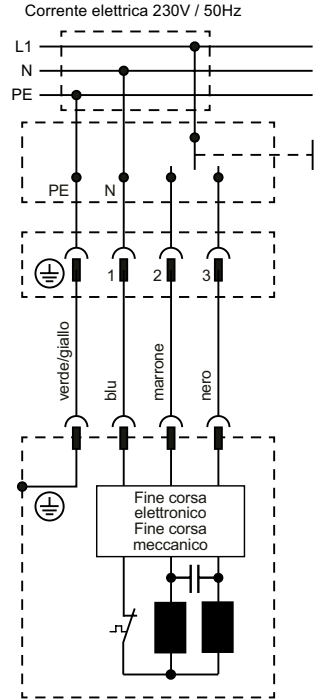 Corrente elettrica 230V / 50Hz
L1
N
PE
PE N
1 2 3
verde/giallo
blu
marrone
nero
Fine corsa
elettronico
Fine corsa
meccanico